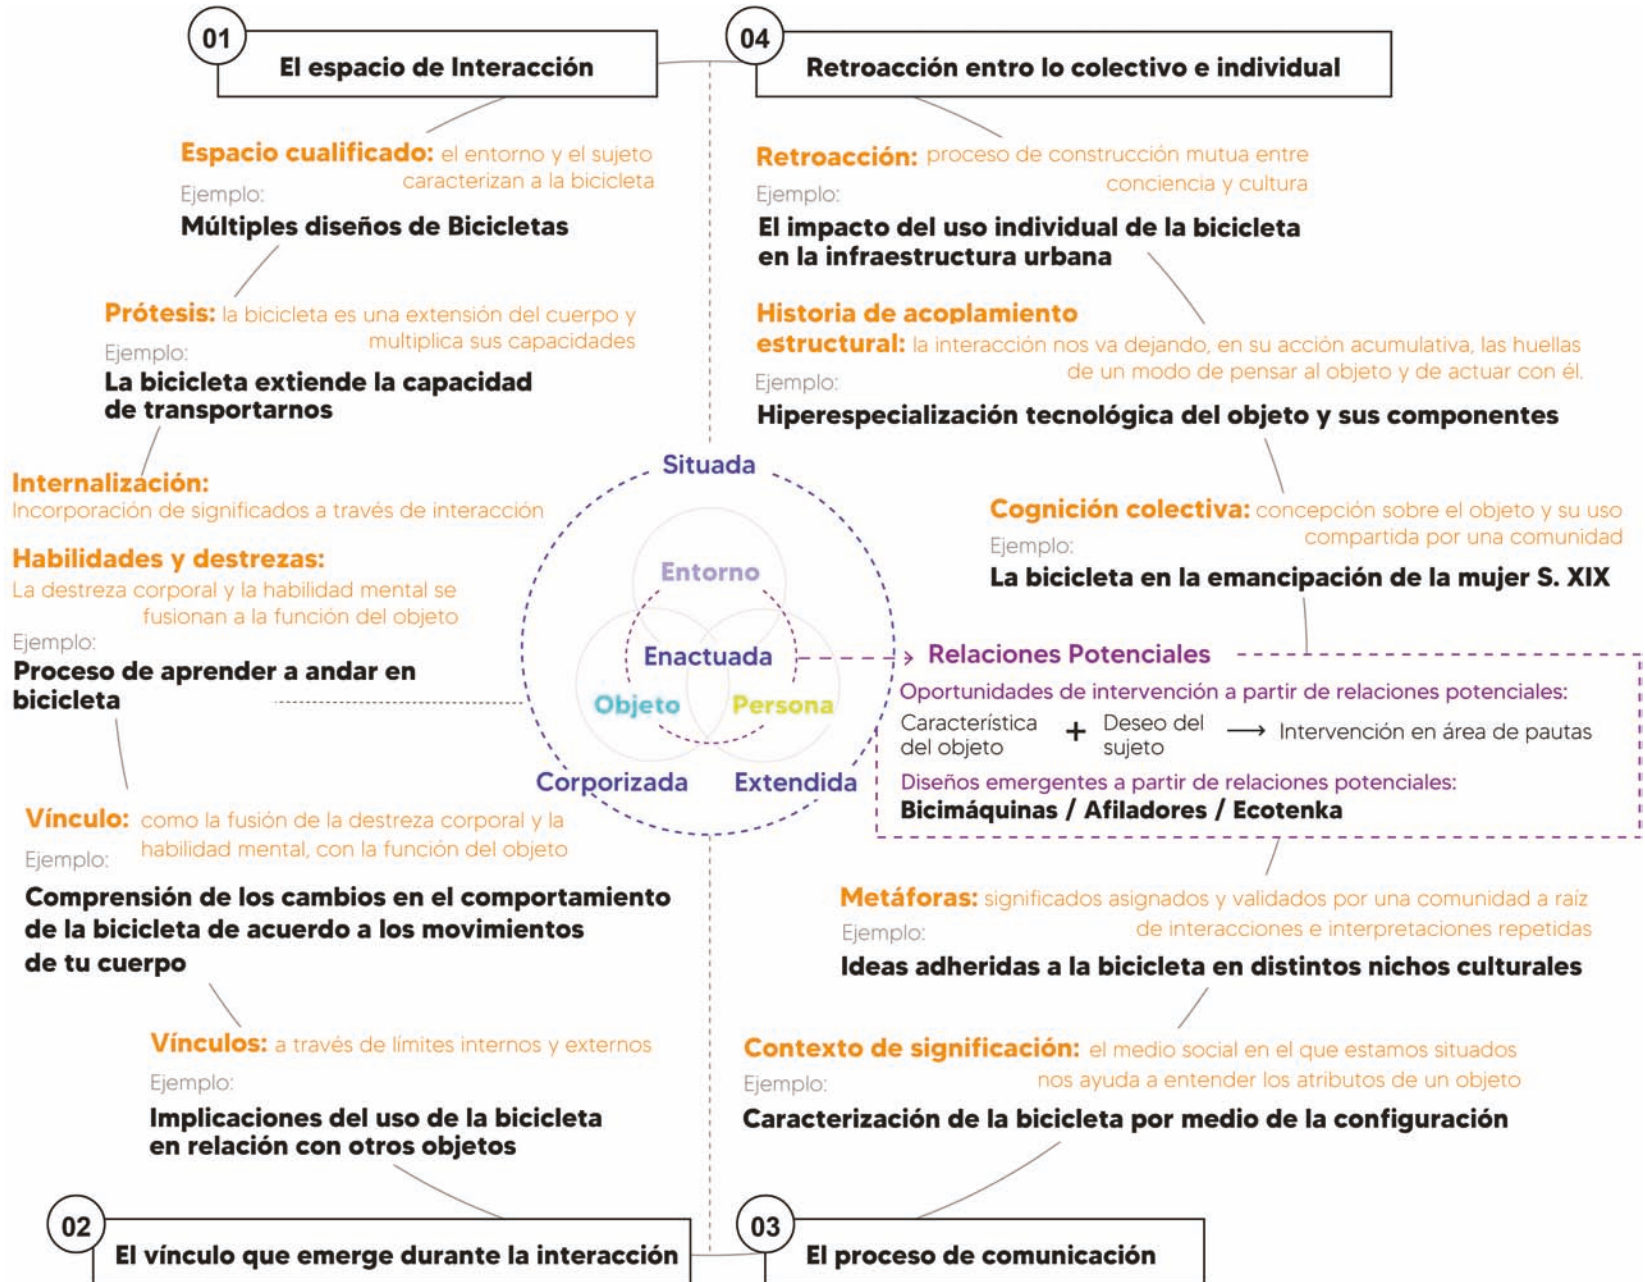 01
El espacio de Interacción
Espacio cualificado: el entorno y el sujeto
caracterizan a la bicicleta
Ejemplo:
Múltiples diseños de Bicicletas
Prótesis: la bicicleta es una extensión del cuerpo y
multiplica sus capacidades
Ejemplo:
La bicicleta extiende la capacidad
de transportarnos
Internalización:
Incorporación de significados a través de interacción
Habilidades y destrezas:
La destreza corporal y la habilidad mental se
fusionan a la función del objeto
Ejemplo:
Proceso de aprender a andar en
bicicleta
Vínculo: como la fusión de la destreza corporal y la
habilidad mental, con la función del objeto
Ejemplo:
Comprensión de los cambios en el comportamiento
de la bicicleta de acuerdo a los movimientos
de tu cuerpo
Vínculos: a través de límites internos y externos
Ejemplo:
Implicaciones del uso de la bicicleta
en relación con otros objetos
02
El vínculo que emerge durante la interacción
Situada
Entorno
Enactuada
Objeto
Persona
Corporizada
Extendida
04
Retroacción entre lo colectivo e individual
Retroacción: proceso de construcción mutua entre
conciencia y cultura
Ejemplo:
El impacto del uso individual de la bicicleta
en la infraestructura urbana
Historia de acoplamiento
estructural: la interacción nos va dejando, en su acción acumulativa, las huellas
de un modo de pensar al objeto y de actuar con él.
Ejemplo:
Hiperespecialización tecnológica del objeto y sus componentes
Cognición colectiva: concepción sobre el objeto y su uso
compartida por una comunidad
Ejemplo:
La bicicleta en la emancipación de la mujer S. XIX
Relaciones Potenciales
Oportunidades de intervención a partir de relaciones potenciales:
Característica
del objeto
+
Deseo del
sujeto
→ Intervención en área de pautas
Diseños emergentes a partir de relaciones potenciales:
Bicimáquinas / Afiladores / Ecotenka
Metáforas: significados asignados y validados por una comunidad a raíz
de interacciones e interpretaciones repetidas
Ejemplo:
Ideas adheridas a la bicicleta en distintos nichos culturales
Contexto de significación: el medio social en el que estamos situados
nos ayuda a entender los atributos de un objeto
Ejemplo:
Caracterización de la bicicleta por medio de la configuración
03
El proceso de comunicación